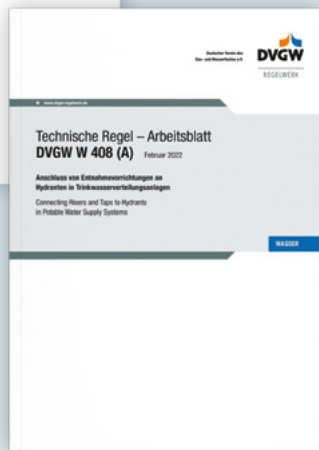 Deutscher Verein des
Gas- und Wasserfaches e.V.
DVGW
REGELWERK
www.dvgw-regelwerk.de
Technische Regel – Arbeitsblatt
DVGW W 408 (A) Februar 2022
Anschluss von Entnahmevorrichtungen an
Hydranten in Trinkwasserverteilungsanlagen
Connecting Risers and Taps to Hydrants
in Potable Water Supply Systems
WASSER